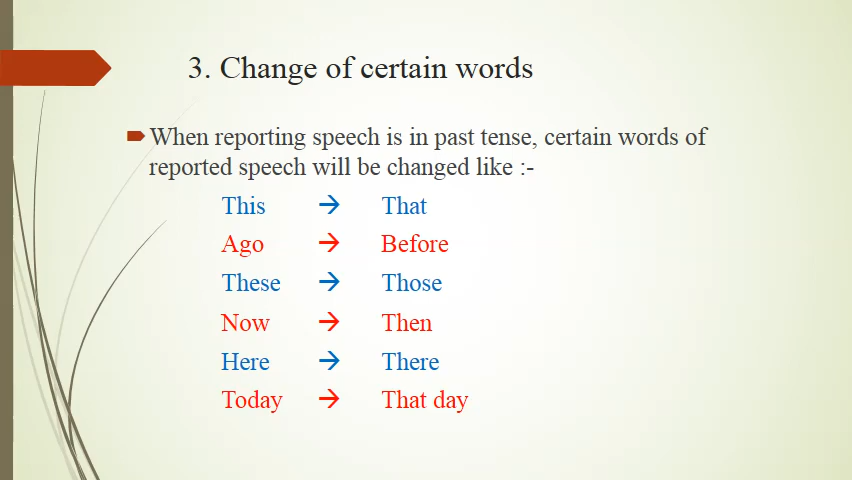 3. Change of certain words
When reporting speech is in past tense, certain words of
reported speech will be changed like :-
This → That
Ago → Before
These → Those
Now → Then
Here → There
Today → That day